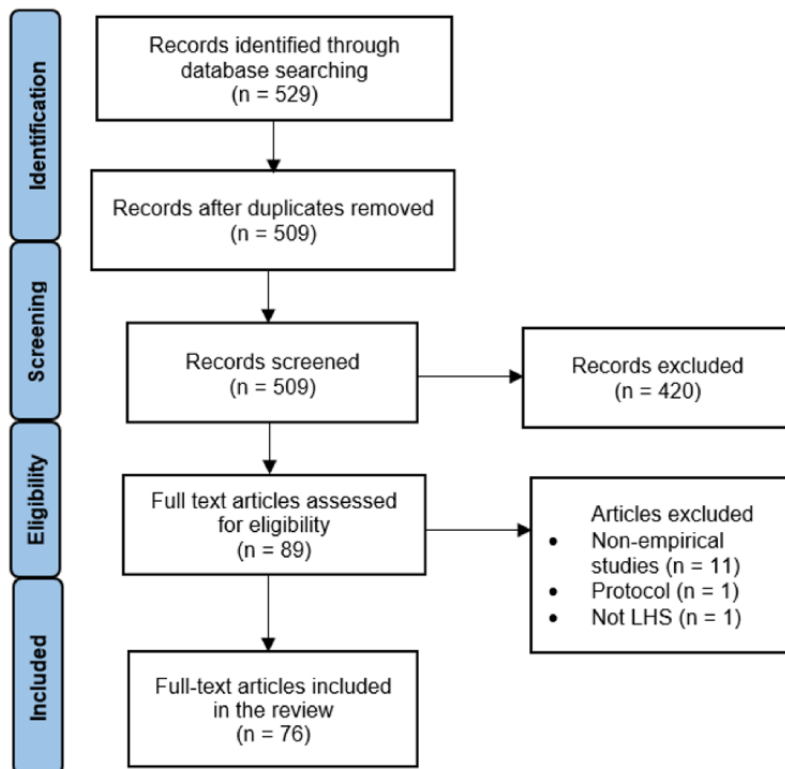 Identification
Records identified through
database searching
(n = 529)
Records after duplicates removed
(n = 509)
Screening
Records screened
(n = 509)
Records excluded
(n = 420)
Eligibility
Full text articles assessed
for eligibility
(n = 89)
Articles excluded
• Non-empirical
studies (n = 11)
• Protocol (n = 1)
• Not LHS (n = 1)
Included
Full-text articles included
in the review
(n = 76)